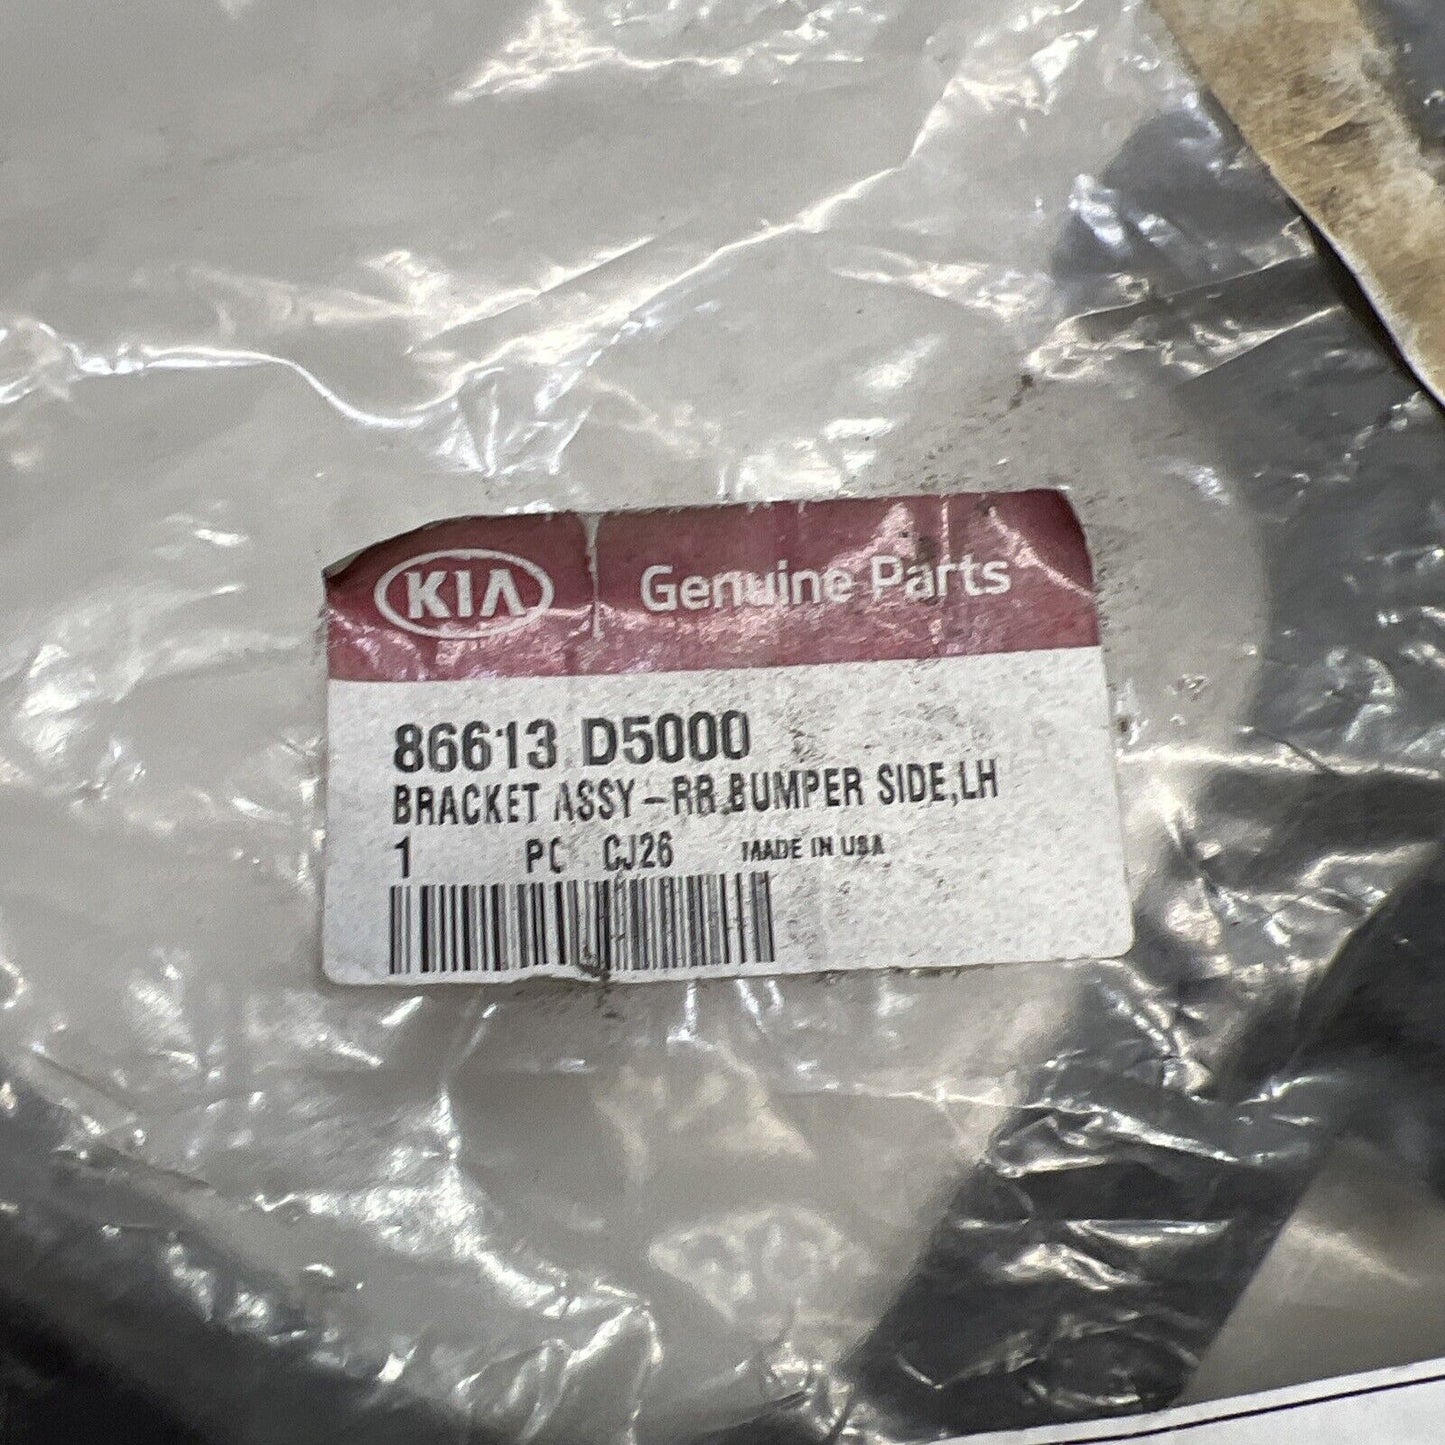 KIA Genuine Parts
86613 D5000
BRACKET ASSY-RR.BUMPER SIDE,LH
1 PC CJ26 MADE IN USA